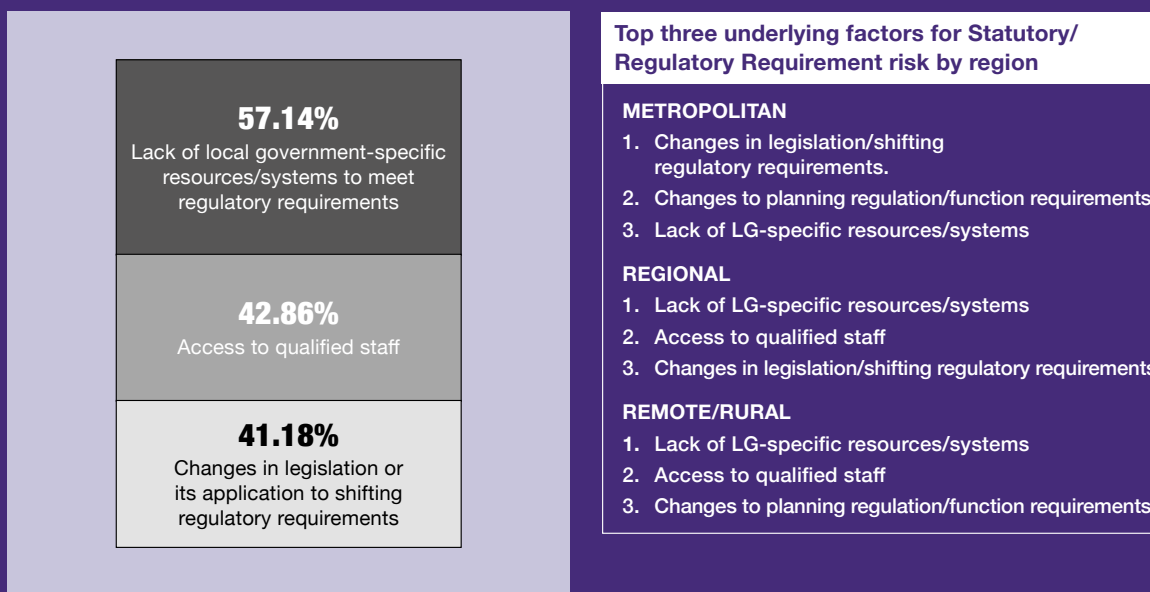 57.14%
Lack of local government-specific
resources/systems to meet
regulatory requirements
42.86%
Access to qualified staff
41.18%
Changes in legislation or
its application to shifting
regulatory requirements
Top three underlying factors for Statutory/
Regulatory Requirement risk by region
METROPOLITAN
1. Changes in legislation/shifting
regulatory requirements.
2. Changes to planning regulation/function requirements
3. Lack of LG-specific resources/systems
REGIONAL
1. Lack of LG-specific resources/systems
2. Access to qualified staff
3. Changes in legislation/shifting regulatory requirements
REMOTE/RURAL
1. Lack of LG-specific resources/systems
2. Access to qualified staff
3. Changes to planning regulation/function requirements